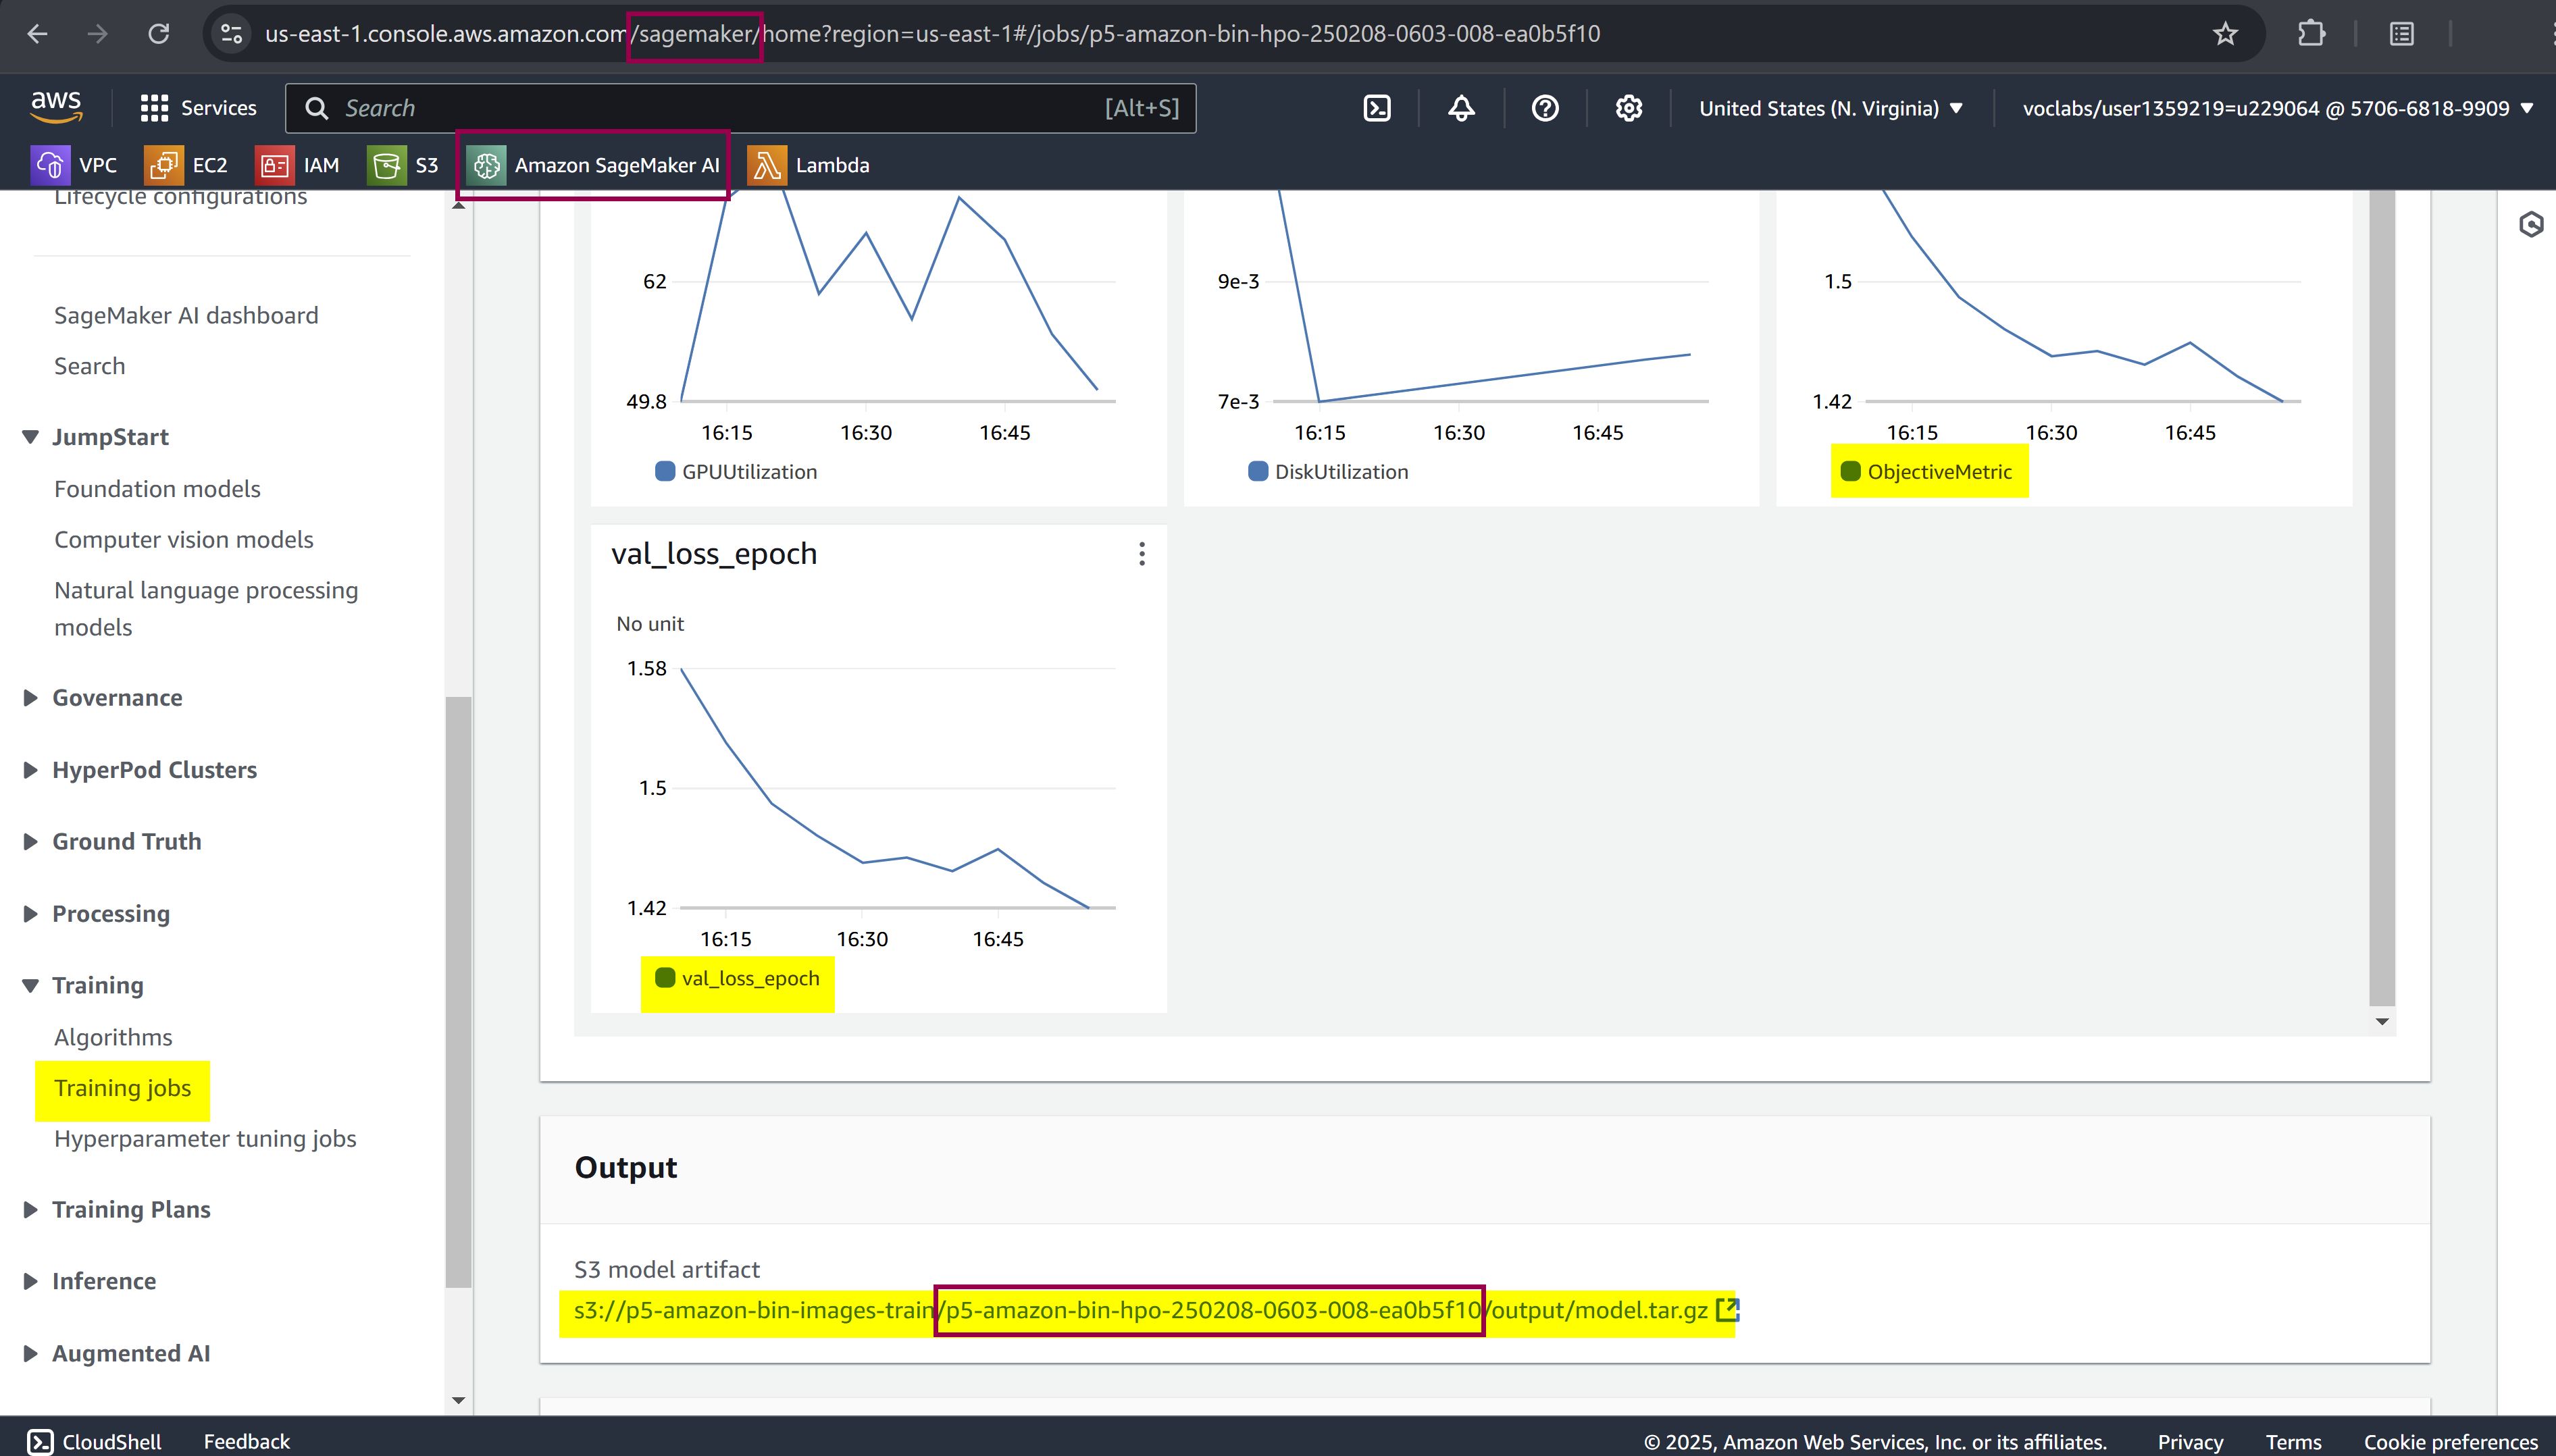 us-east-1.console.aws.amazon.com/sagemaker/home?region=us-east-1#/jobs/p5-amazon-bin-hpo-250208-0603-008-ea0b5f10
aws
Services
Search
[Alt+S]
United States (N. Virginia)
voclabs/user1359219=u229064 @ 5706-6818-9909
VPC
EC2
IAM
S3
Amazon SageMaker AI
Lambda
Lifecycle configurations
SageMaker AI dashboard
Search
JumpStart
Foundation models
Computer vision models
Natural language processing
models
Governance
HyperPod Clusters
Ground Truth
Processing
Training
Algorithms
Training jobs
Hyperparameter tuning jobs
Training Plans
Inference
Augmented AI
62
49.8
16:15 16:30 16:45
GPUUtilization
9e-3
7e-3
16:15 16:30 16:45
DiskUtilization
1.5
1.42
16:15 16:30 16:45
ObjectiveMetric
val_loss_epoch
No unit
1.58
1.5
1.42
16:15 16:30 16:45
val_loss_epoch
Output
S3 model artifact
s3://p5-amazon-bin-images-train/p5-amazon-bin-hpo-250208-0603-008-ea0b5f10/output/model.tar.gz
CloudShell
Feedback
© 2025, Amazon Web Services, Inc. or its affiliates.
Privacy
Terms
Cookie preferences